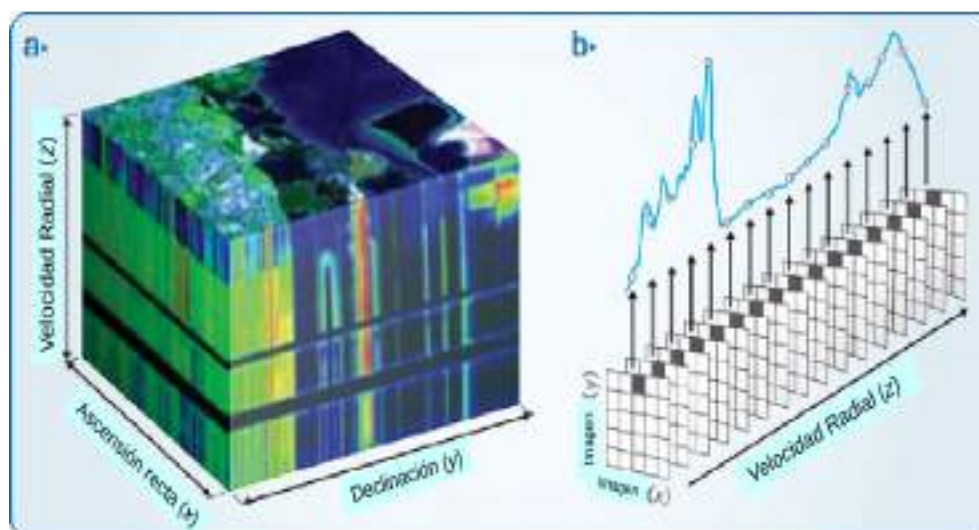 a.
Velocidad Radial (Z)
Ascensión recta (x)
Declinación (y)
b.
Imagen (y)
Imagen (x)
Velocidad Radial (Z)